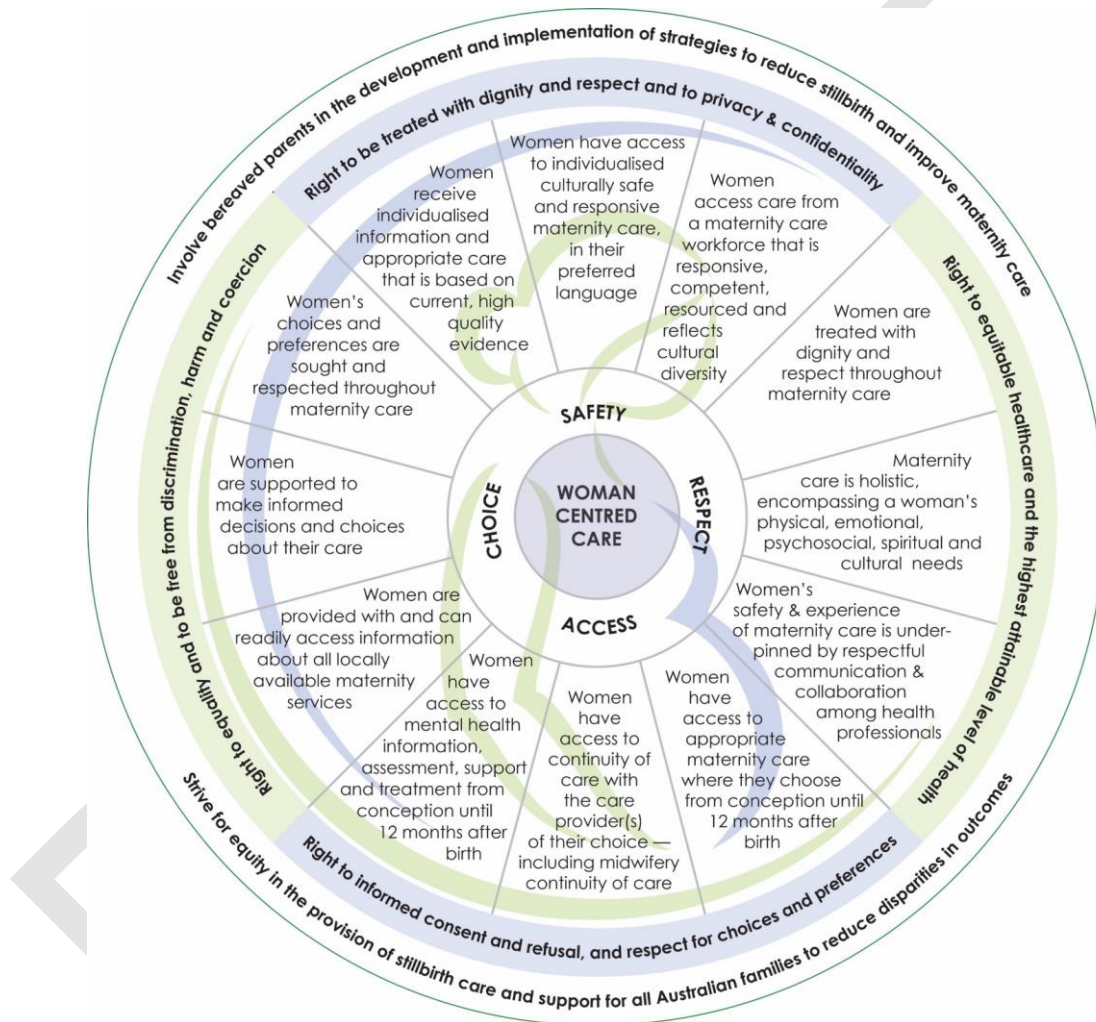 Involve bereaved parents in the development and implementation of strategies to reduce stillbirth and improve maternity care
Right to be treated with dignity and respect and to privacy & confidentiality
Right to equitable healthcare and the highest attainable level of health
Right to informed consent and refusal, and respect for choices and preferences
Right to equality and to be free from discrimination, harm and coercion
Women have access
to individualised
culturally safe
and responsive
maternity care,
in their
preferred
language
Women
access care from
a maternity care
workforce that is
responsive,
competent,
resourced and
reflects
cultural
diversity
Women are
treated with
dignity and
respect throughout
maternity care
Maternity
care is holistic,
encompassing a woman's
physical, emotional,
psychosocial, spiritual and
cultural needs
Women's
safety & experience
of maternity care is under-
pinned by respectful
communication &
collaboration
among health
professionals
Women
have
access to
appropriate
maternity care
where they choose
from conception until
12 months after
birth
Women
have
access to
continuity of
care with
the care
provider(s)
of their choice —
including midwifery
continuity of care
Women
have
access to
mental health
information,
assessment, support
and treatment from
conception until
12 months after
birth
Women are
provided with and can
readily access information
about all locally
available maternity
services
Women
are supported to
make informed
decisions and choices
about their care
Women's
choices and
preferences are
sought and
respected throughout
maternity care
Women
receive
individualised
information and
appropriate care
that is based on
current, high
quality
evidence
SAFETY
RESPECT
ACCESS
CHOICE
WOMAN
CENTRED
CARE
Strive for equity in the provision of stillbirth care and support for all Australian families to reduce disparities in outcomes